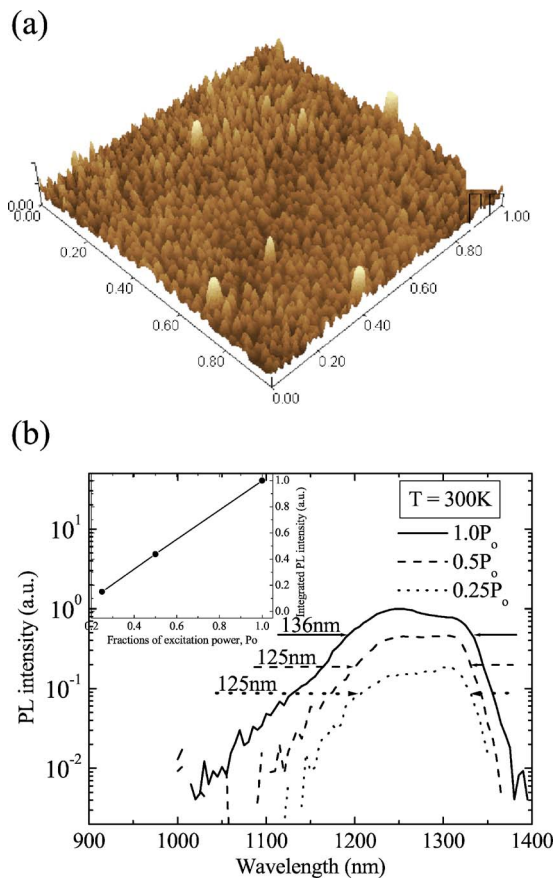 (a)
0.00
0.00
0.20
0.40
0.60
0.80
0.00
0.20
0.40
0.60
0.80
1.00
(b)
PL intensity (a.u.)
10¹
10⁰
10⁻¹
10⁻²
900
1000
1100
1200
1300
1400
Wavelength (nm)
T = 300K
1.0Pₒ
0.5Pₒ
0.25Pₒ
136nm
125nm
125nm
0.2
0.4
0.6
0.8
1.0
Fractions of excitation power, Po
0.0
0.2
0.4
0.6
0.8
1.0
Integrated PL intensity (a.u.)